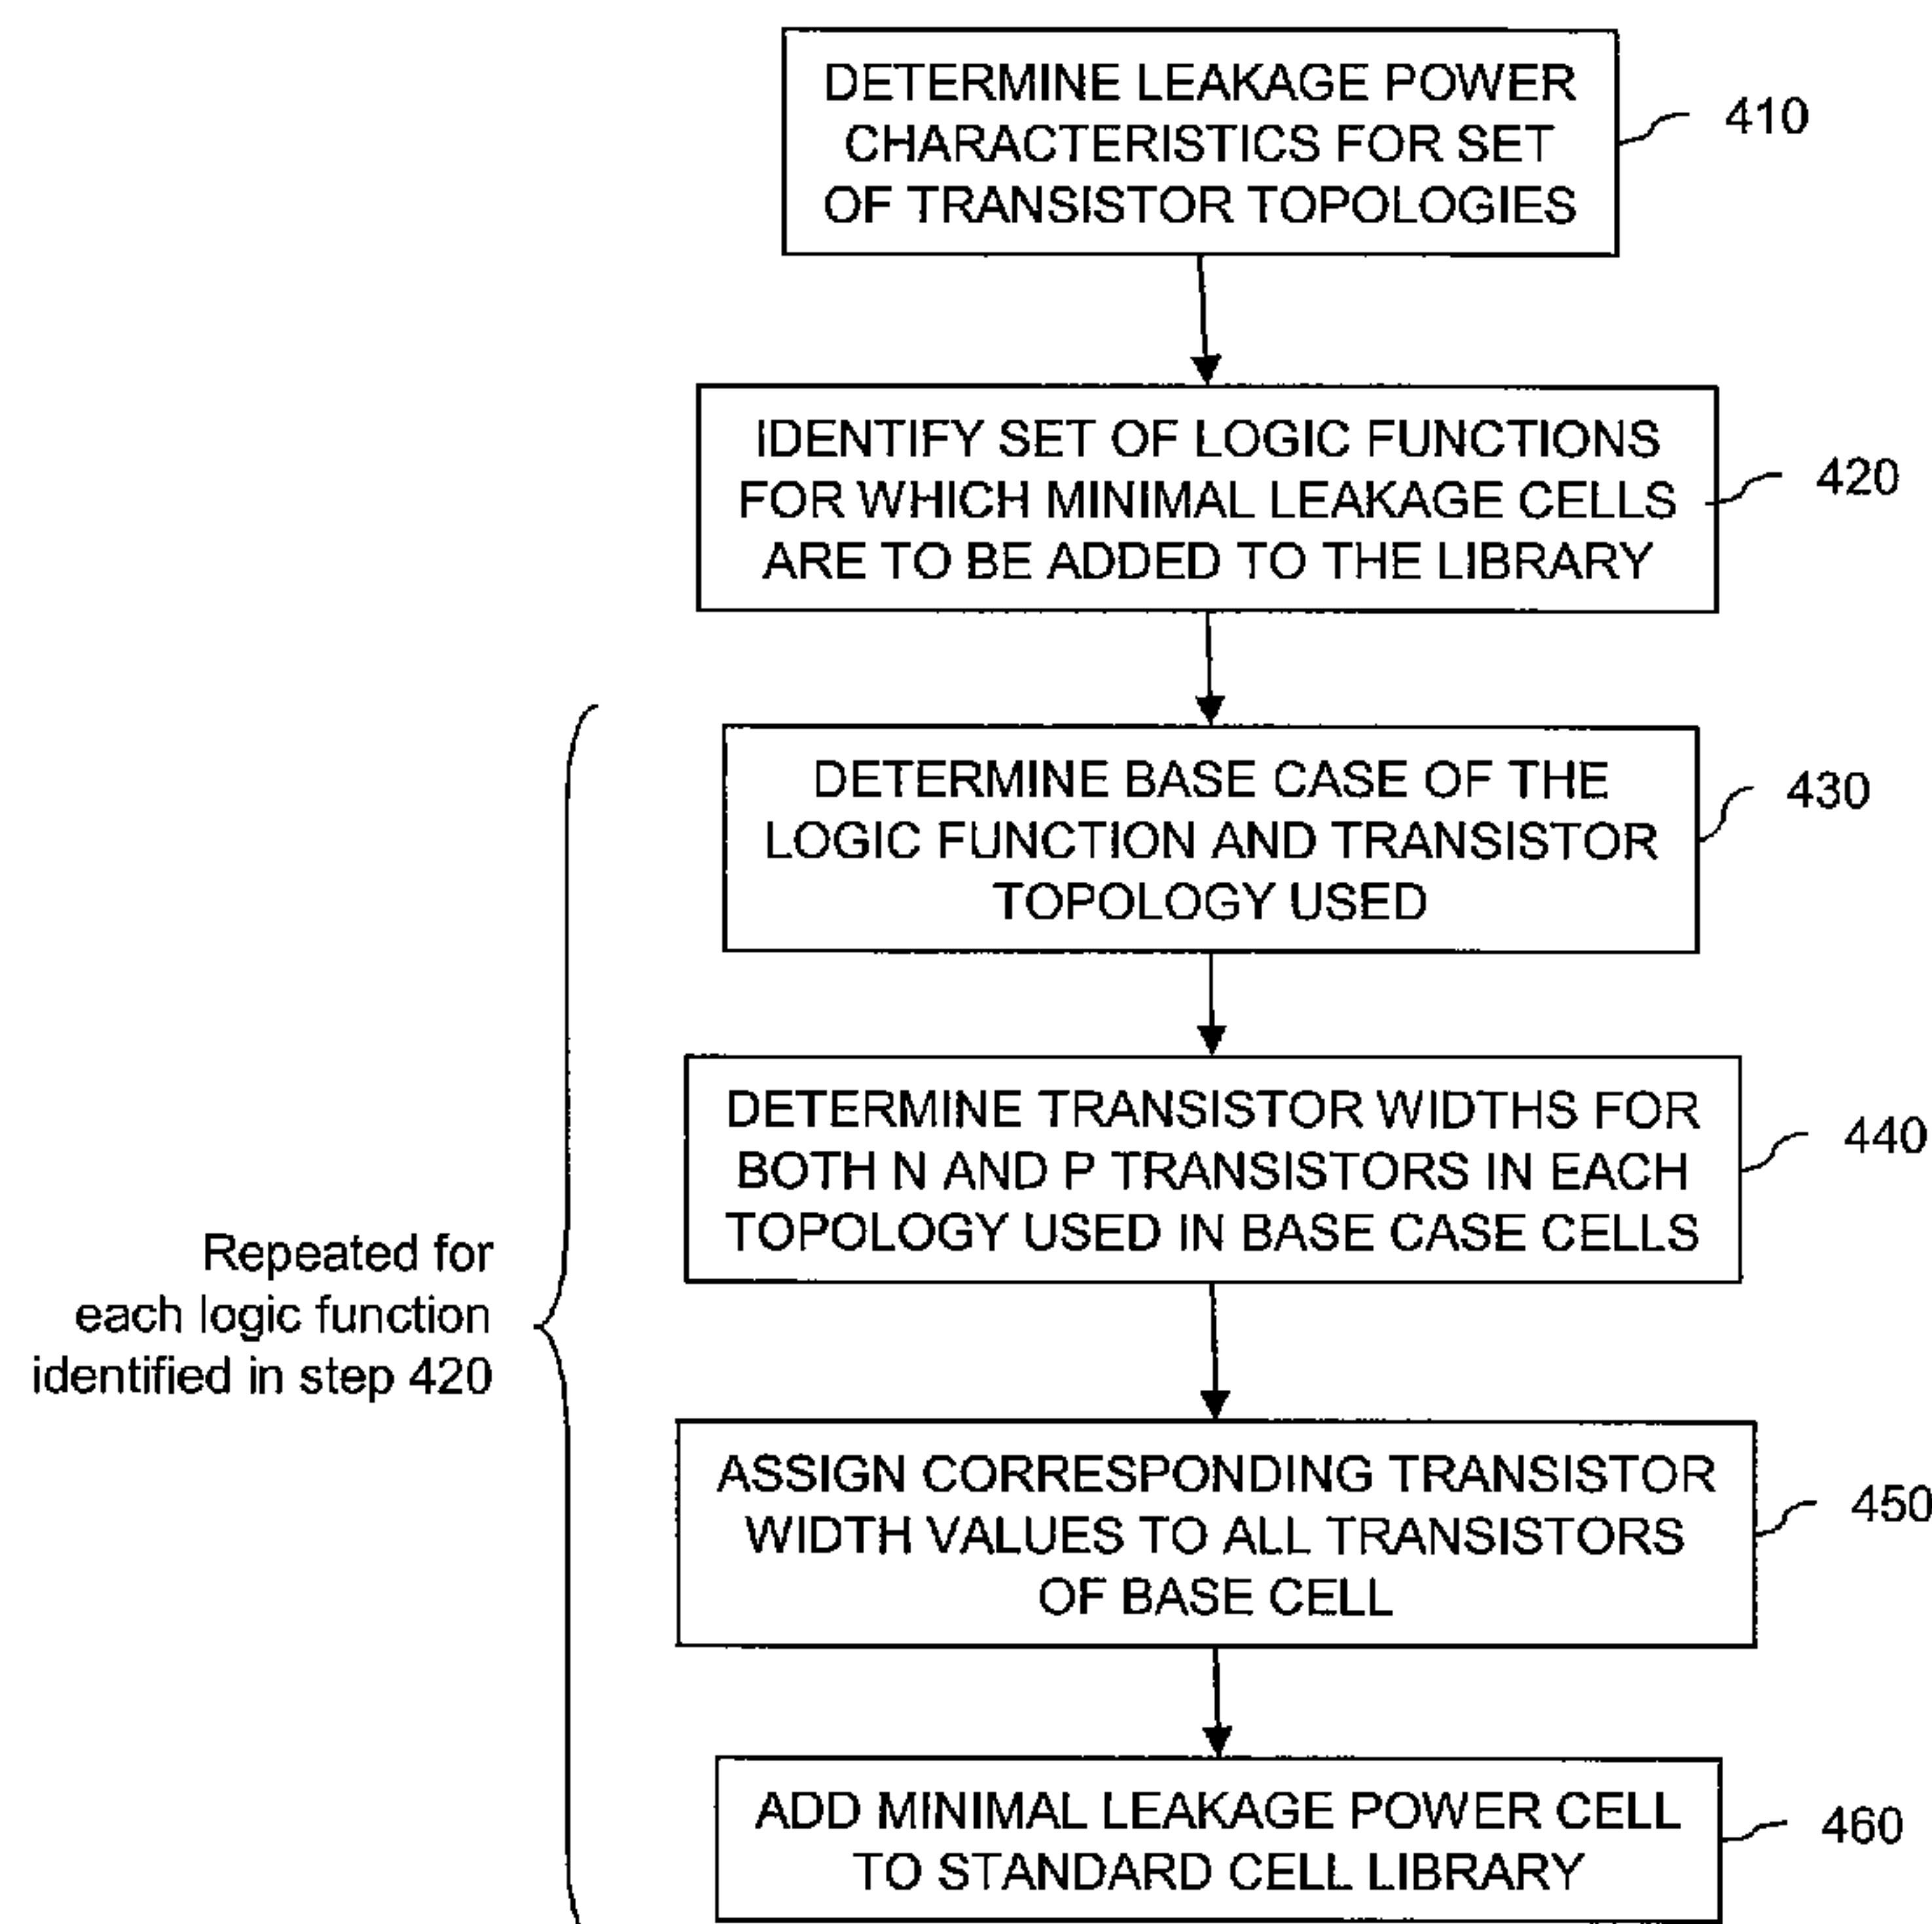 DETERMINE LEAKAGE POWER
CHARACTERISTICS FOR SET
OF TRANSISTOR TOPOLOGIES
410
IDENTIFY SET OF LOGIC FUNCTIONS
FOR WHICH MINIMAL LEAKAGE CELLS
ARE TO BE ADDED TO THE LIBRARY
420
DETERMINE BASE CASE OF THE
LOGIC FUNCTION AND TRANSISTOR
TOPOLOGY USED
430
DETERMINE TRANSISTOR WIDTHS FOR
BOTH N AND P TRANSISTORS IN EACH
TOPOLOGY USED IN BASE CASE CELLS
440
Repeated for
each logic function
identified in step 420
ASSIGN CORRESPONDING TRANSISTOR
WIDTH VALUES TO ALL TRANSISTORS
OF BASE CELL
450
ADD MINIMAL LEAKAGE POWER CELL
TO STANDARD CELL LIBRARY
460